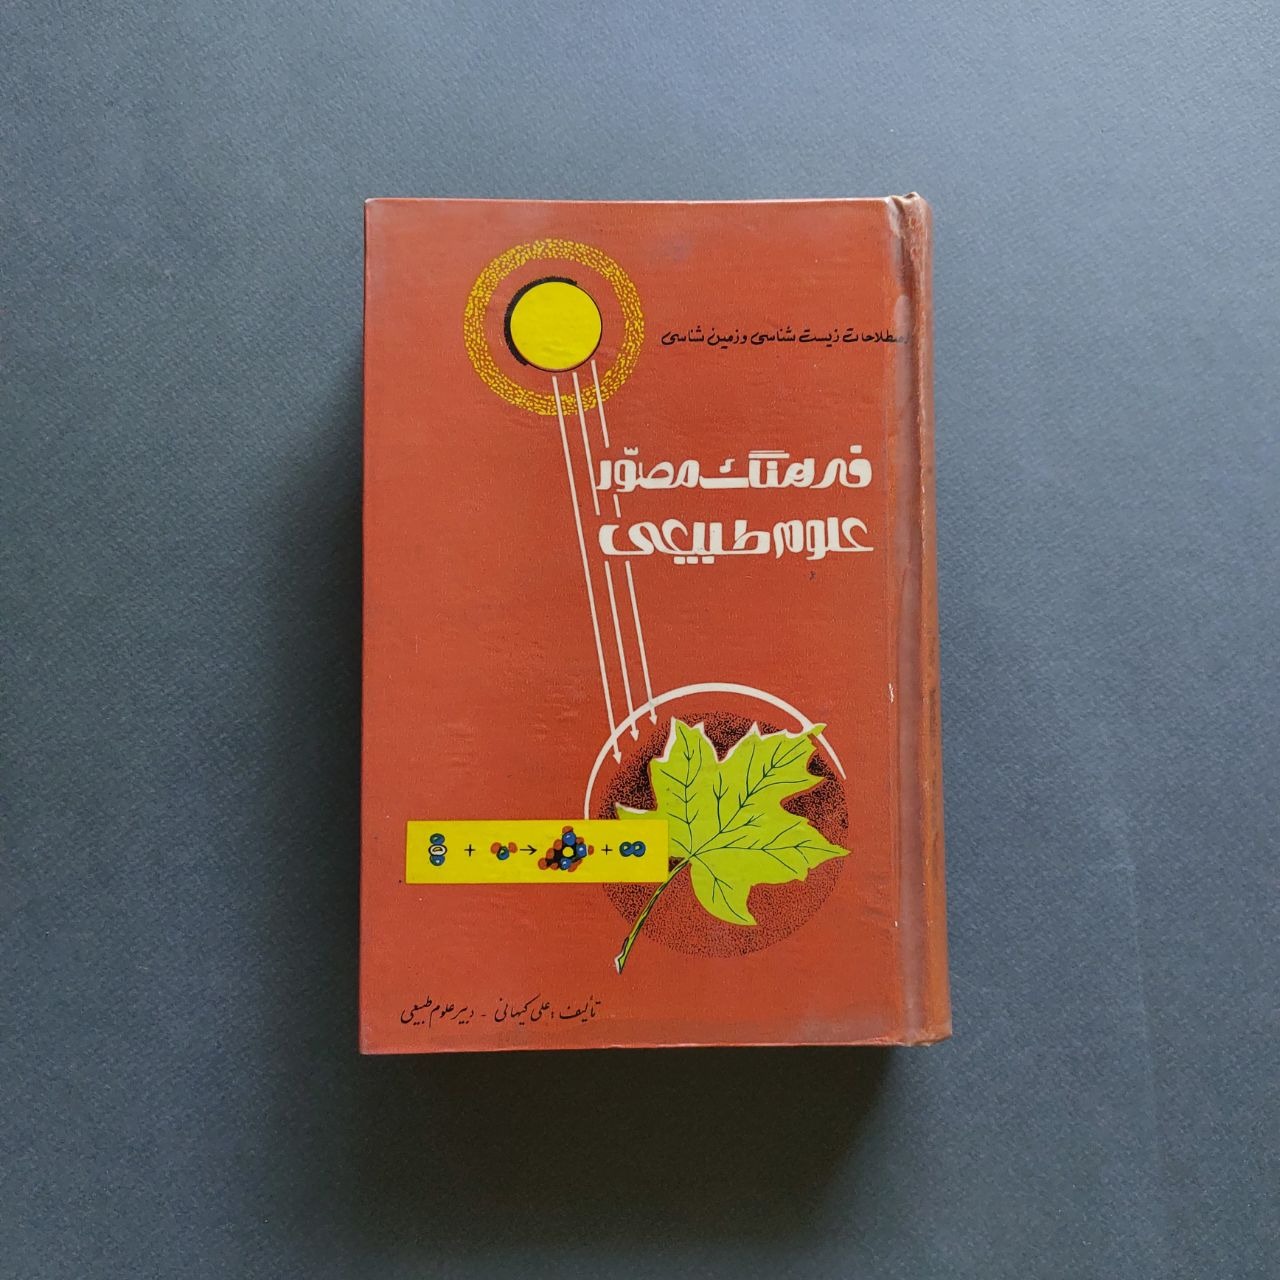 اصطلاحات زیست شناسی و زمین شناسی
فرهنگ مصوّر
علوم طبیعی
+ → +
تألیف : علی کیهانی - دبیر علوم طبیعی